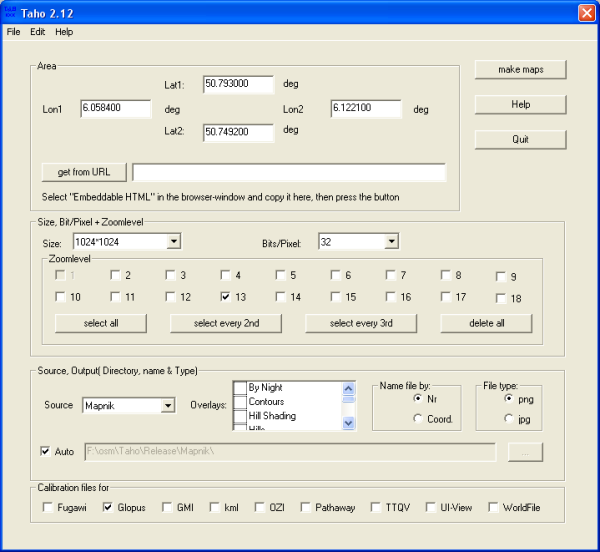 Taho 2.12
File Edit Help
Area
make maps
Lat1: 50.793000 deg
Lon1 6.058400 deg Lon2 6.122100 deg
Help
Lat2: 50.749200 deg
Quit
get from URL
Select "Embeddable HTML" in the browser-window and copy it here, then press the button
Size, Bit/Pixel + Zoomlevel
Size: 1024*1024 Bits/Pixel: 32
Zoomlevel
1 2 3 4 5 6 7 8 9
10 11 12 13 14 15 16 17 18
select all select every 2nd select every 3rd delete all
Source, Output( Directory, name & Type)
Source Mapnik Overlays:
By Night
Contours
Hill Shading
Hills
Name file by:
Nr
Coord.
File type:
png
jpg
Auto F:\osm\Taho\Release\Mapnik\ ...
Calibration files for
Fugawi Glopus GMI kml OZI Pathaway TTQV UI-View WorldFile